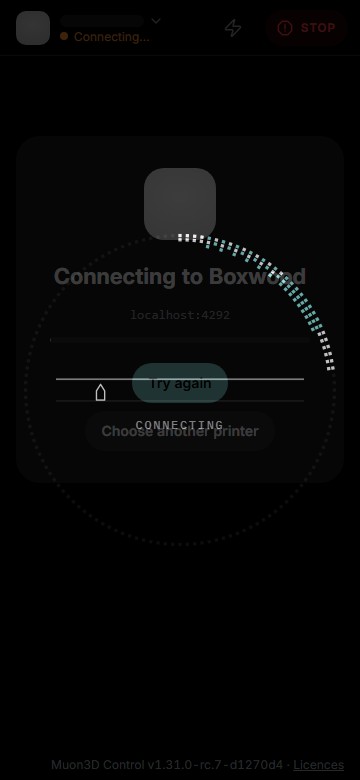 Connecting...
STOP
Connecting to Boxwood
localhost:4292
Try again
CONNECTING
Choose another printer
Muon3D Control v1.31.0-rc.7-d1270d4 · Licences